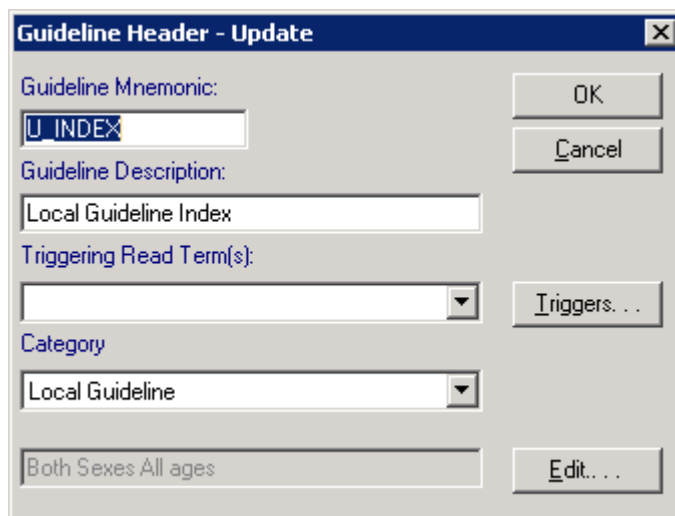 Guideline Header - Update
Guideline Mnemonic:
U_INDEX
OK
Cancel
Guideline Description:
Local Guideline Index
Triggering Read Term(s):
Triggers. . .
Category
Local Guideline
Both Sexes All ages
Edit.. . .